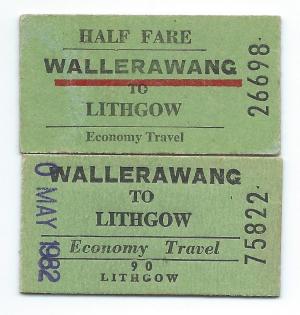 HALF FARE
WALLERAWANG
TO
LITHGOW
Economy Travel
26698
WALLERAWANG
TO
LITHGOW
Economy Travel
90
LITHGOW
75822
MAY 1982